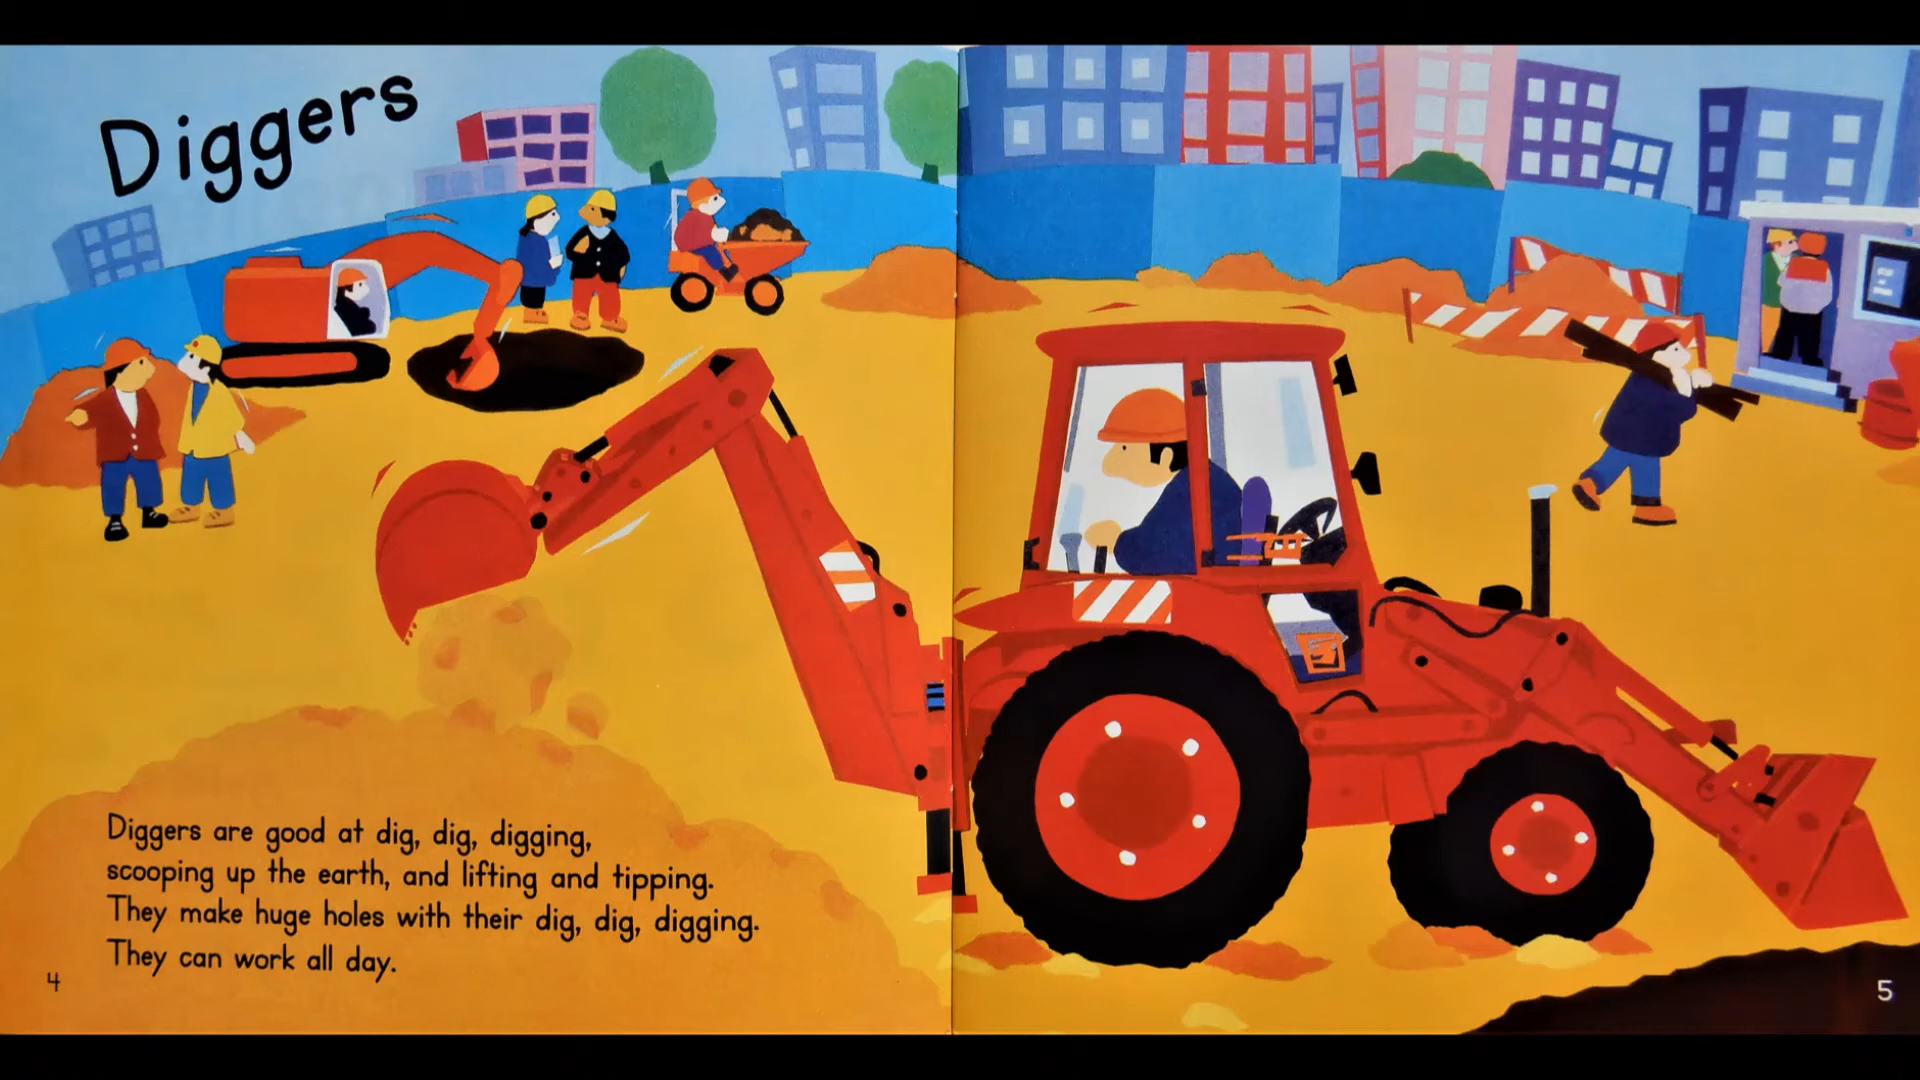 Diggers
Diggers are good at dig, dig, digging,
scooping up the earth, and lifting and tipping.
They make huge holes with their dig, dig, digging.
They can work all day.
4
5